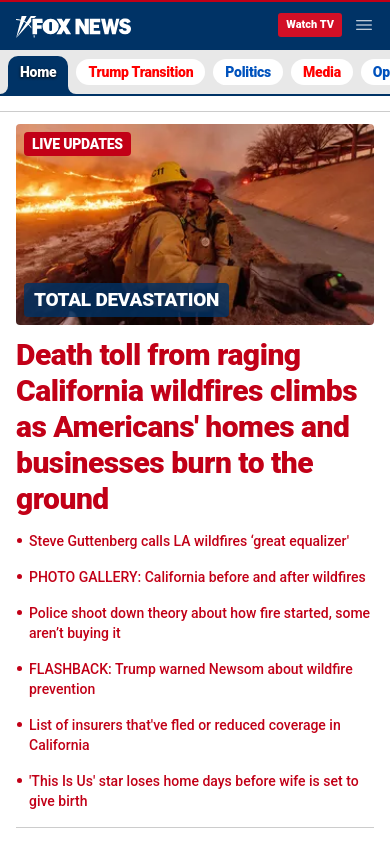 FOX NEWS
Watch TV
Home
Trump Transition
Politics
Media
Op
LIVE UPDATES
TOTAL DEVASTATION
Death toll from raging
California wildfires climbs
as Americans' homes and
businesses burn to the
ground
• Steve Guttenberg calls LA wildfires ‘great equalizer’
• PHOTO GALLERY: California before and after wildfires
• Police shoot down theory about how fire started, some
aren’t buying it
• FLASHBACK: Trump warned Newsom about wildfire
prevention
• List of insurers that've fled or reduced coverage in
California
• 'This Is Us' star loses home days before wife is set to
give birth